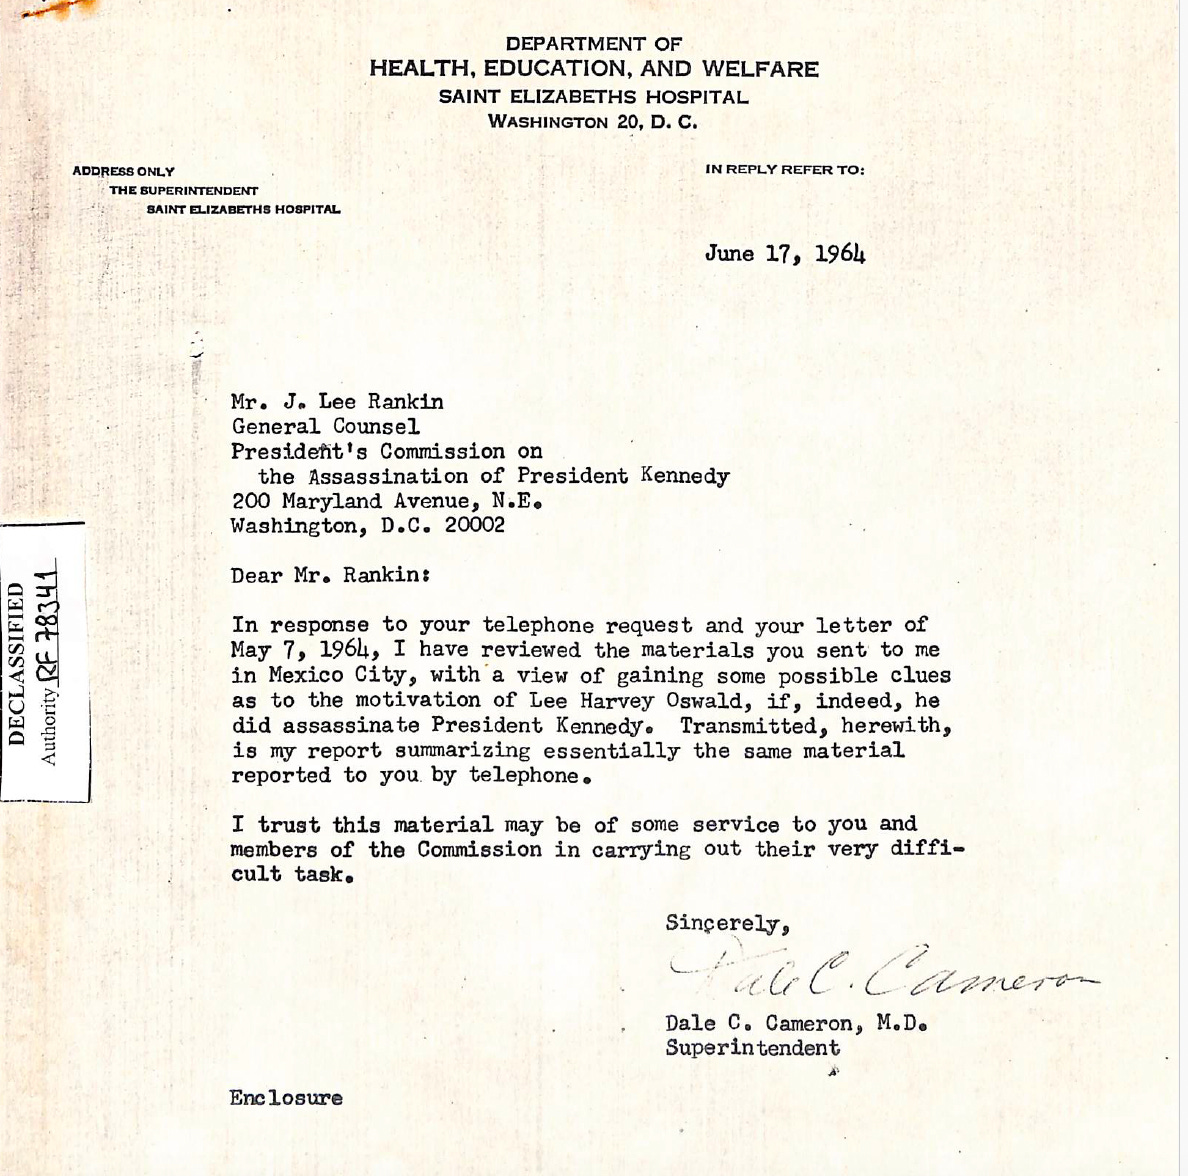 DEPARTMENT OF
HEALTH, EDUCATION, AND WELFARE
SAINT ELIZABETHS HOSPITAL
WASHINGTON 20, D. C.
ADDRESS ONLY
THE SUPERINTENDENT
SAINT ELIZABETHS HOSPITAL
IN REPLY REFER TO:
June 17, 1964
Mr. J. Lee Rankin
General Counsel
President's Commission on
the Assassination of President Kennedy
200 Maryland Avenue, N.E.
Washington, D.C. 20002
Dear Mr. Rankin:
In response to your telephone request and your letter of
May 7, 1964, I have reviewed the materials you sent to me
in Mexico City, with a view of gaining some possible clues
as to the motivation of Lee Harvey Oswald, if, indeed, he
did assassinate President Kennedy. Transmitted, herewith,
is my report summarizing essentially the same material
reported to you by telephone.
I trust this material may be of some service to you and
members of the Commission in carrying out their very diffi-
cult task.
Sincerely,
Dale C. Cameron
Dale C. Cameron, M.D.
Superintendent
Enclosure
DECLASSIFIED
Authority RF 78341